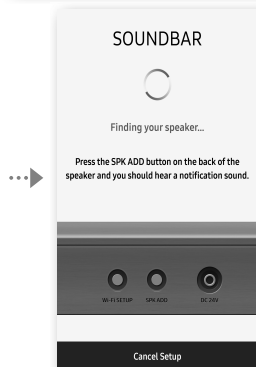 SOUNDBAR
Finding your speaker...
Press the SPK ADD button on the back of the
speaker and you should hear a notification sound.
WI-FI SETUP SPK ADD DC 24V
Cancel Setup